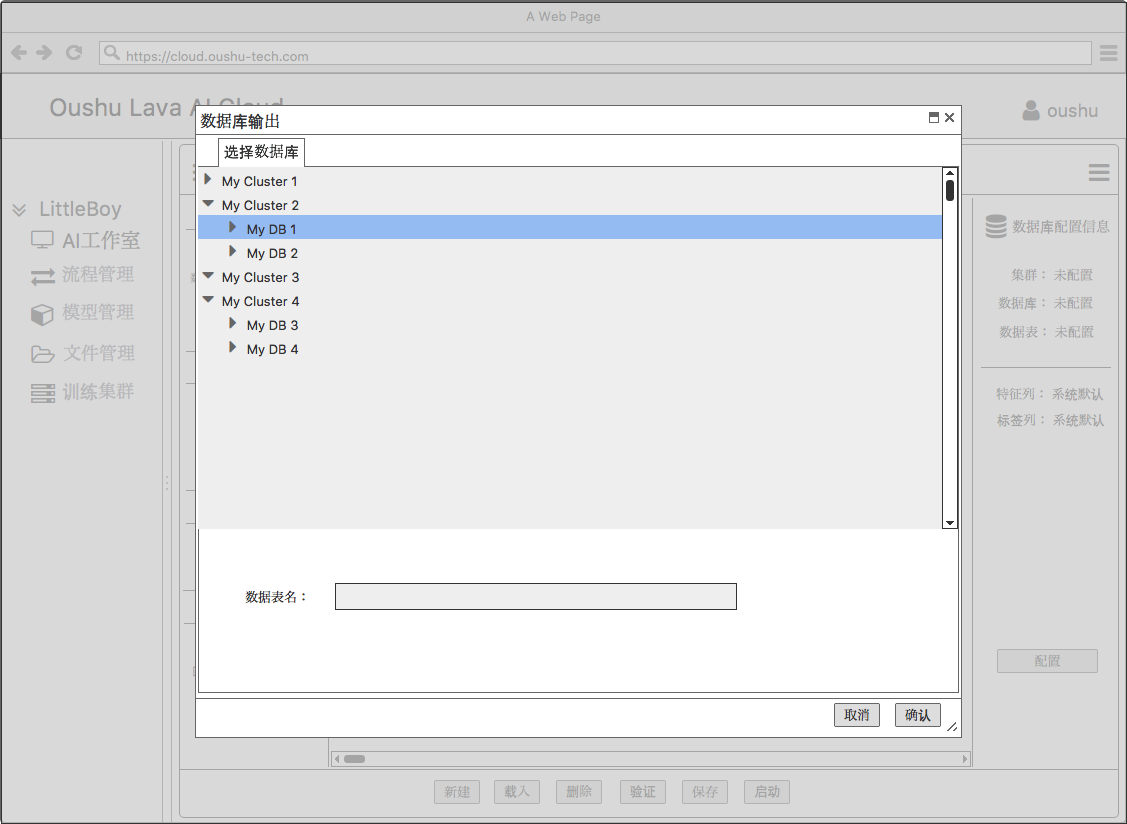 A Web Page
https://cloud.oushu-tech.com
Oushu Lava AI Cloud
oushu
数据库输出
选择数据库
My Cluster 1
My Cluster 2
My DB 1
My DB 2
My Cluster 3
My Cluster 4
My DB 3
My DB 4
数据表名：
取消
确认
LittleBoy
AI工作室
流程管理
模型管理
文件管理
训练集群
数据库配置信息
集群： 未配置
数据库： 未配置
数据表： 未配置
特征列： 系统默认
标签列： 系统默认
配置
新建
载入
删除
验证
保存
启动